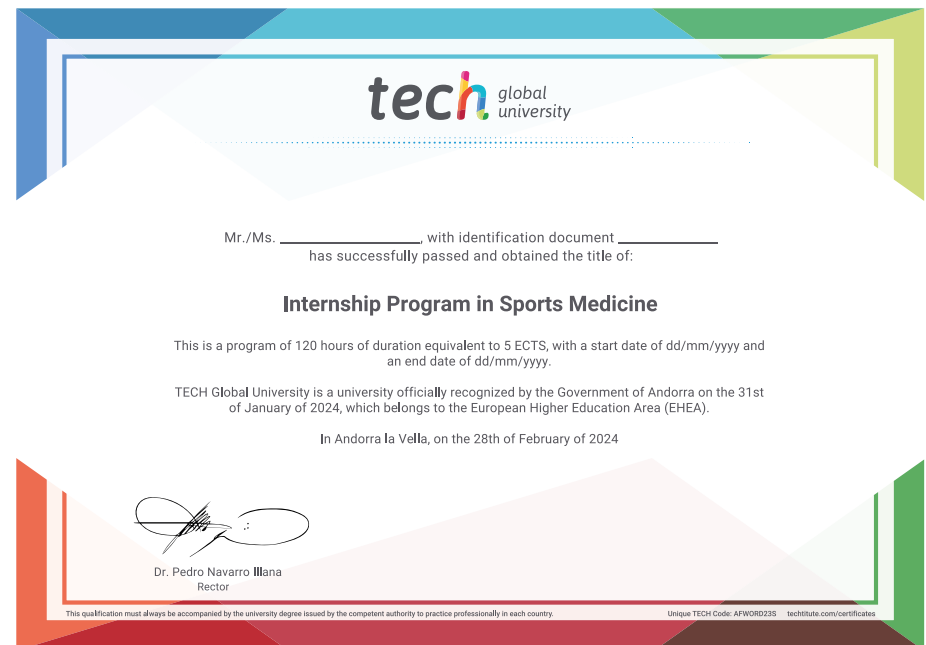 tech global
university
Mr./Ms. ____________, with identification document ____________
has successfully passed and obtained the title of:
Internship Program in Sports Medicine
This is a program of 120 hours of duration equivalent to 5 ECTS, with a start date of dd/mm/yyyy and
an end date of dd/mm/yyyy.
TECH Global University is a university officially recognized by the Government of Andorra on the 31st
of January of 2024, which belongs to the European Higher Education Area (EHEA).
In Andorra la Vella, on the 28th of February of 2024
Dr. Pedro Navarro Illana
Rector
This qualification must always be accompanied by the university degree issued by the competent authority to practice professionally in each country.
Unique TECH Code: AFWORD23S techtitute.com/certificates